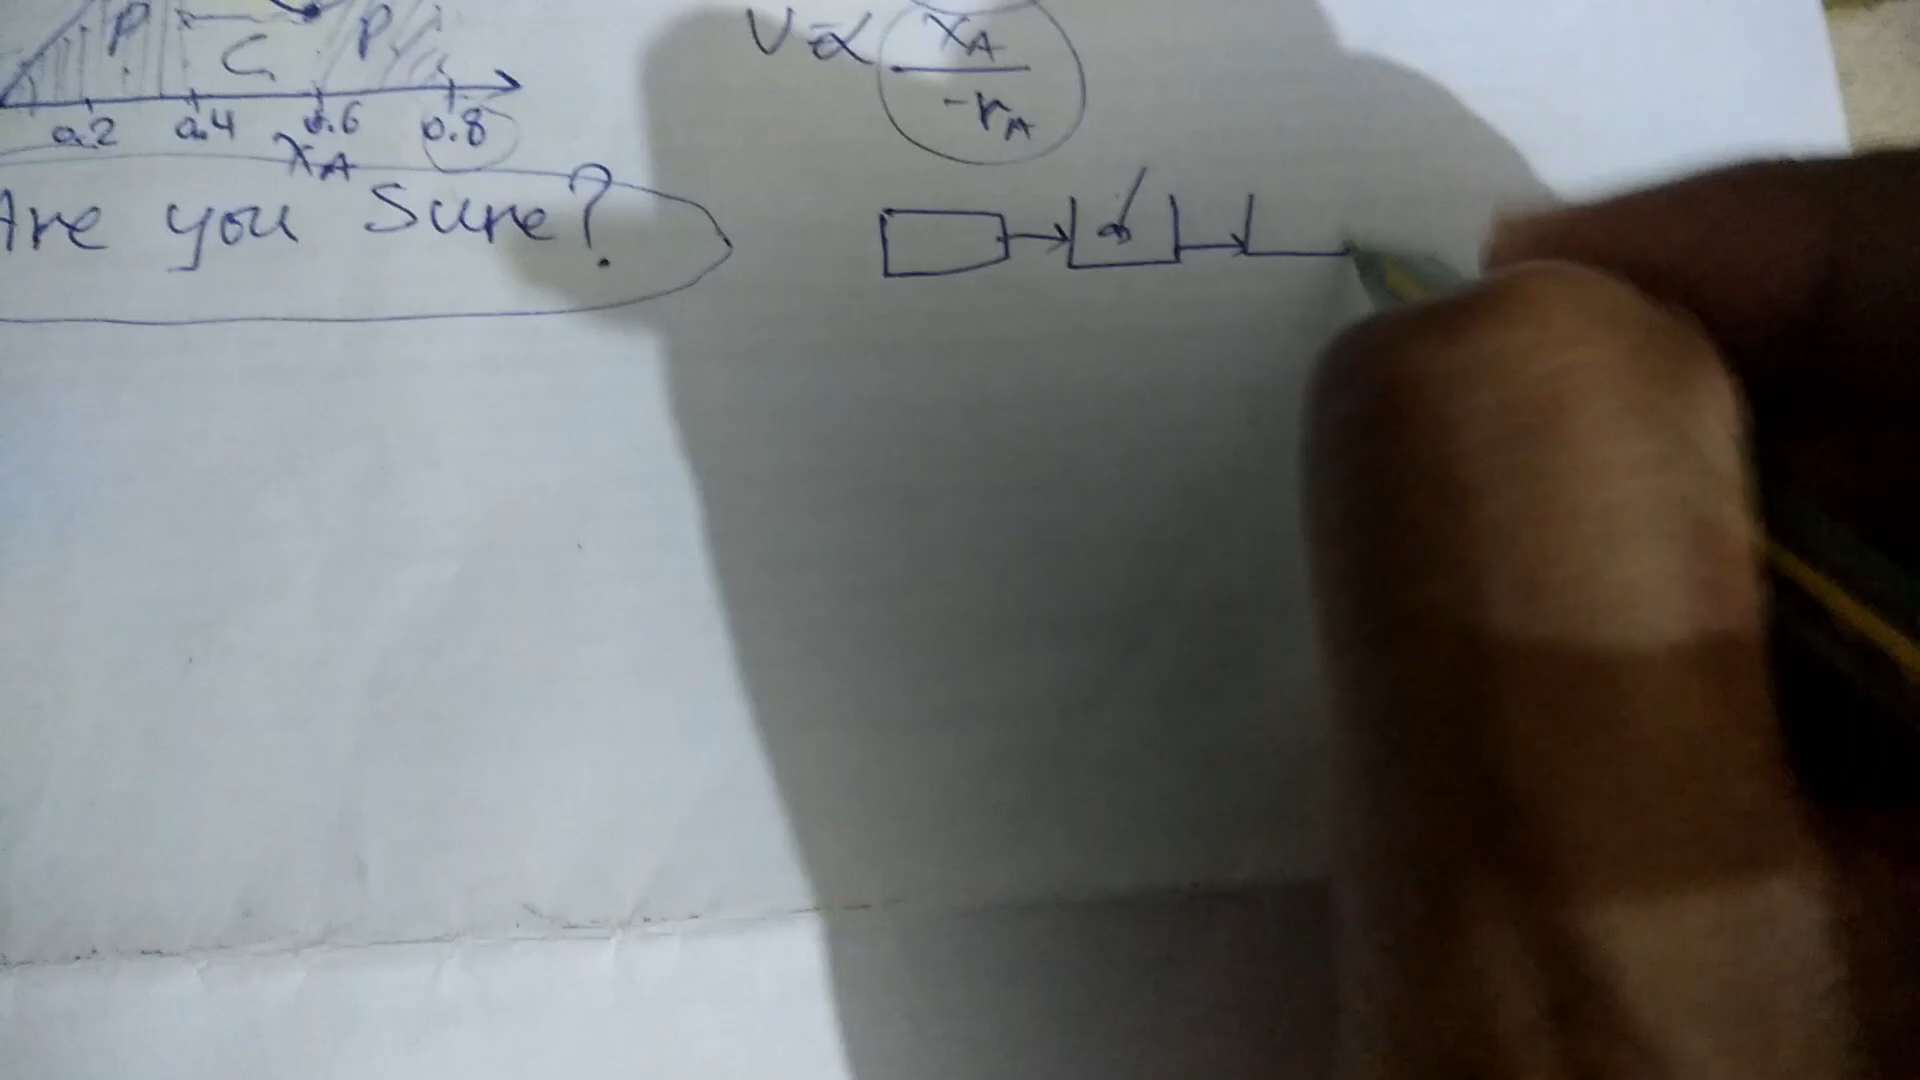 P C P
0.2 0.4 0.6 0.8
XA
Are you Sure?
V α XA
-rA